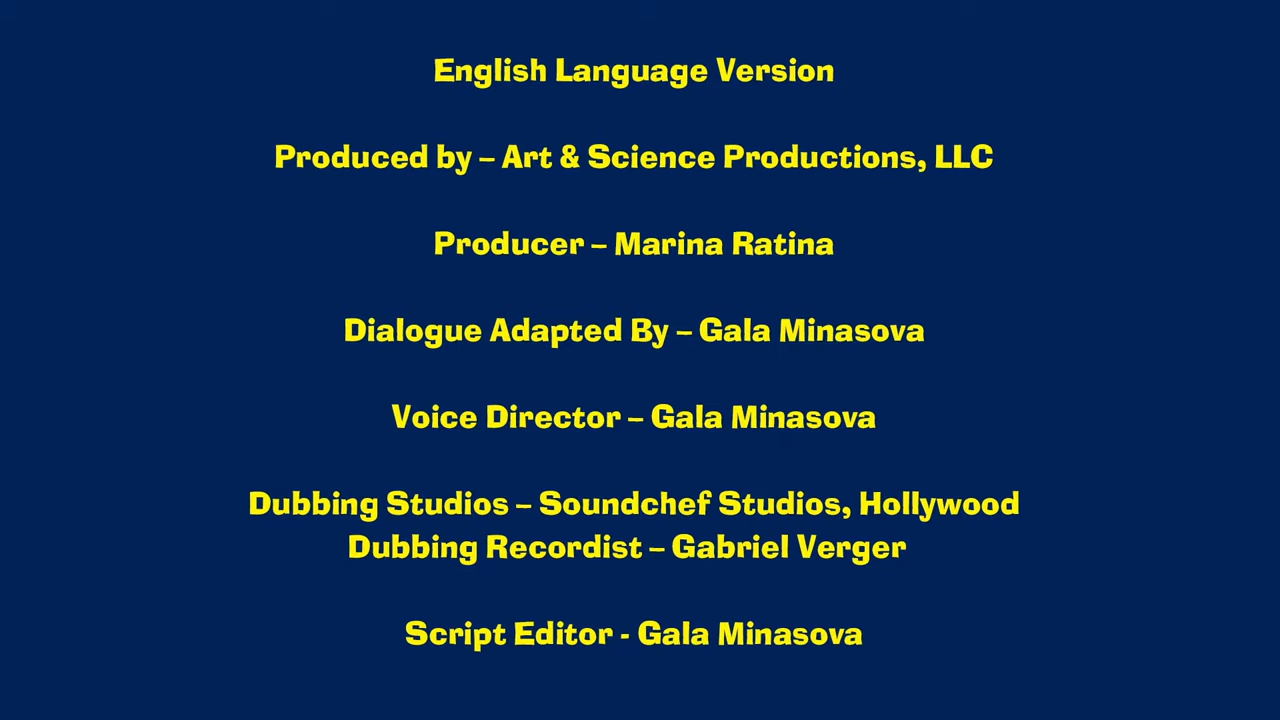 English Language Version
Produced by – Art & Science Productions, LLC
Producer – Marina Ratina
Dialogue Adapted By – Gala Minasova
Voice Director – Gala Minasova
Dubbing Studios – Soundchef Studios, Hollywood
Dubbing Recordist – Gabriel Verger
Script Editor - Gala Minasova